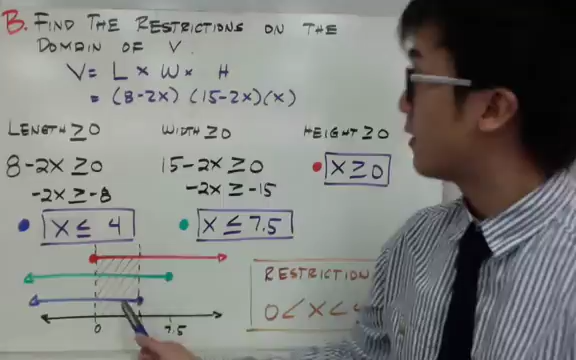 B. FIND THE RESTRICTIONS ON THE
DOMAIN OF V.
V = L × W × H
= (8-2X) (15-2X)(X)
LENGTH ≥ 0
8-2X ≥ 0
-2X ≥ -8
X ≤ 4
WIDTH ≥ 0
15-2X ≥ 0
-2X ≥ -15
X ≤ 7.5
HEIGHT ≥ 0
X ≥ 0
RESTRICTION
0 < X <
0 7.5